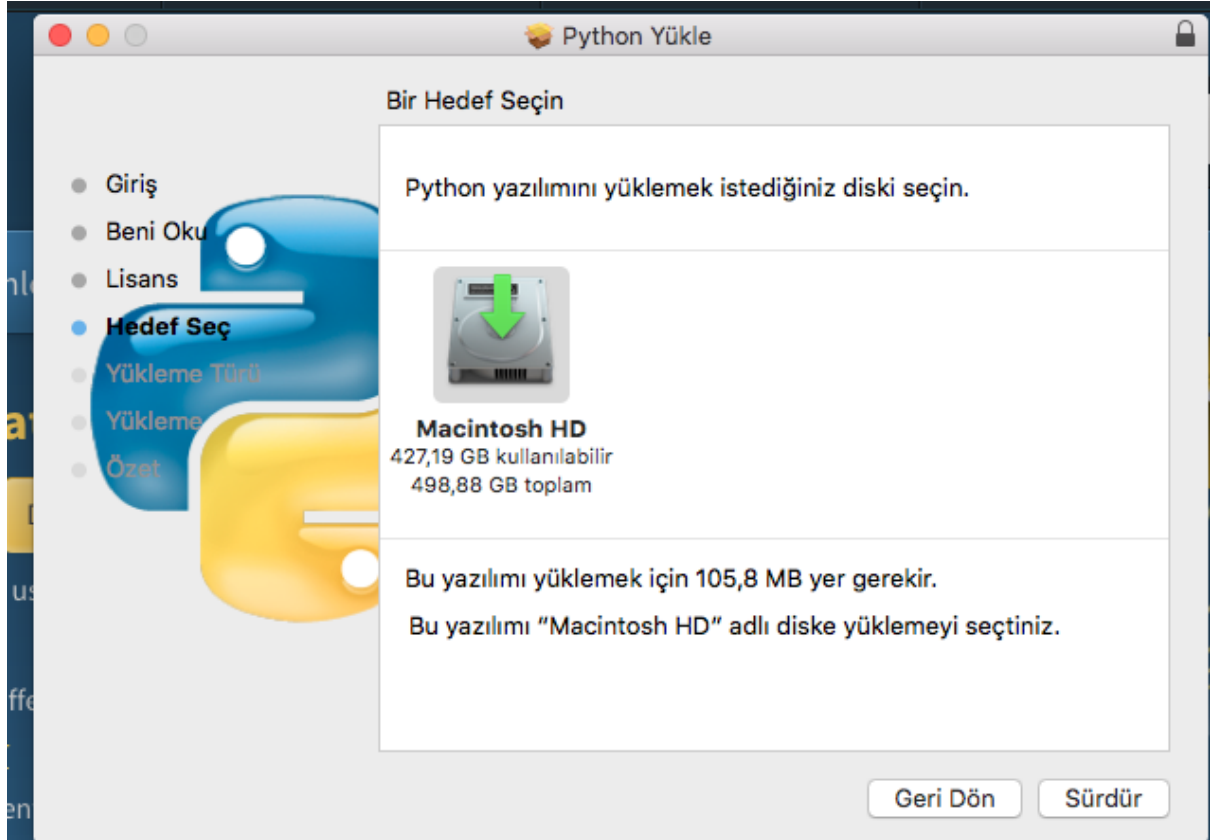 Python Yükle
Bir Hedef Seçin
Giriş
Beni Oku
Lisans
Hedef Seç
Yükleme Türü
Yükleme
Özet
Python yazılımını yüklemek istediğiniz diski seçin.
Macintosh HD
427,19 GB kullanılabilir
498,88 GB toplam
Bu yazılımı yüklemek için 105,8 MB yer gerekir.
Bu yazılımı “Macintosh HD” adlı diske yüklemeyi seçtiniz.
Geri Dön
Sürdür